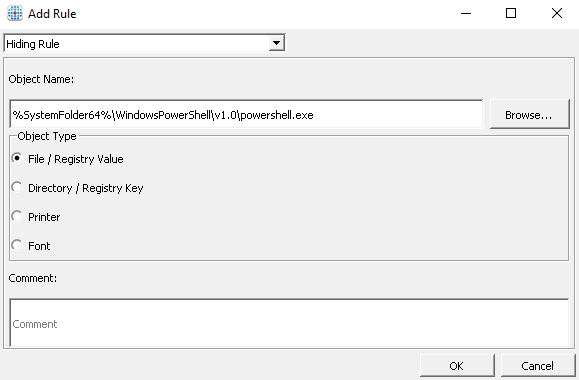 Add Rule
Hiding Rule
Object Name:
%SystemFolder64%\WindowsPowerShell\v1.0\powershell.exe
Browse...
Object Type
File / Registry Value
Directory / Registry Key
Printer
Font
Comment:
Comment
OK
Cancel